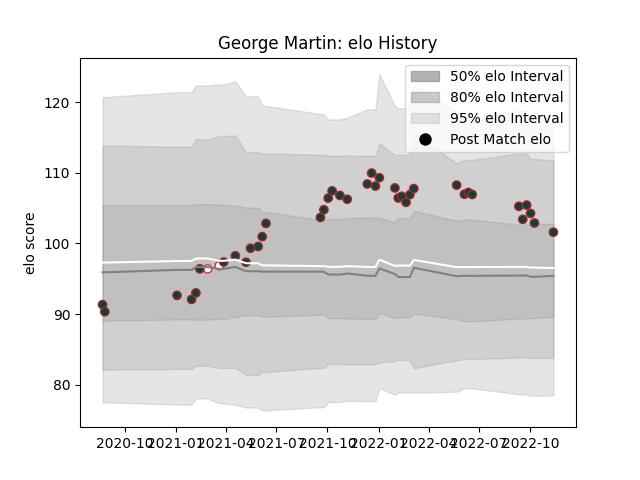 George Martin: elo History
50% elo Interval
80% elo Interval
95% elo Interval
Post Match elo
elo score
120
110
100
90
80
2020-10 2021-01 2021-04 2021-07 2021-10 2022-01 2022-04 2022-07 2022-10